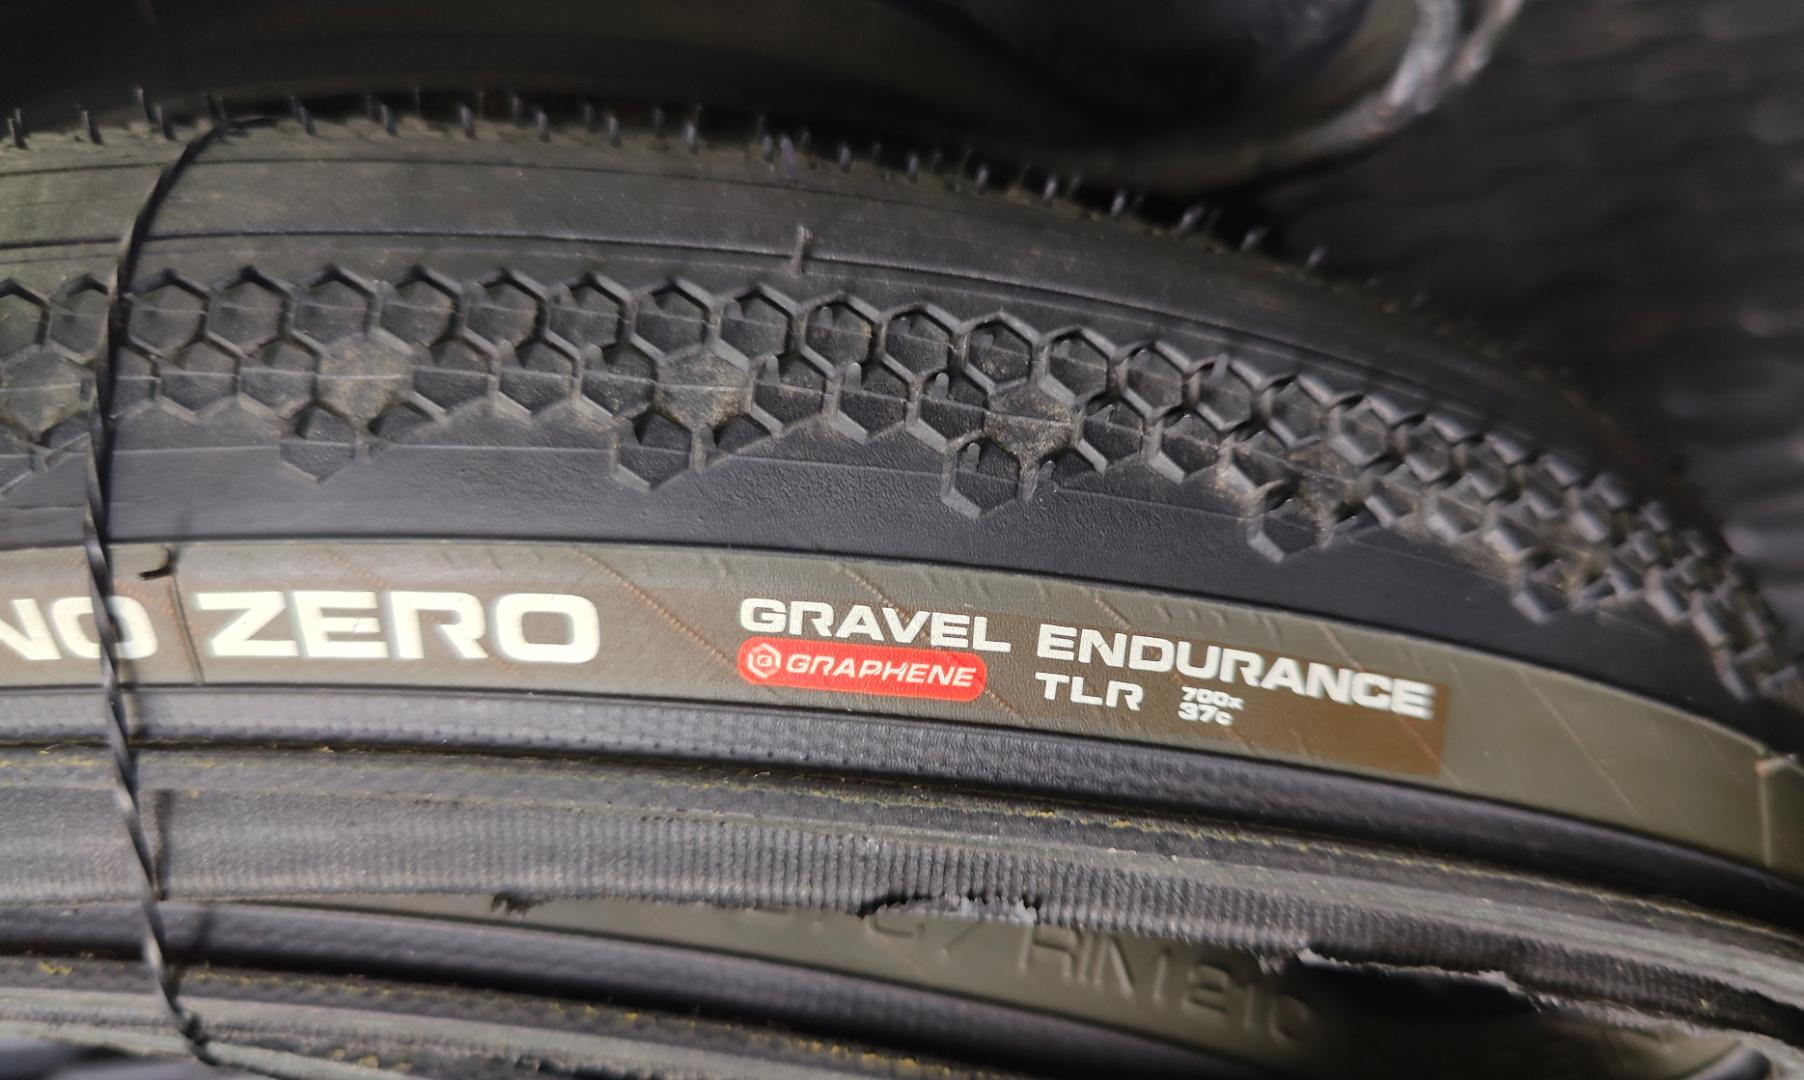 NO ZERO
GRAVEL ENDURANCE
G GRAPHENE
TLR
700x
37c